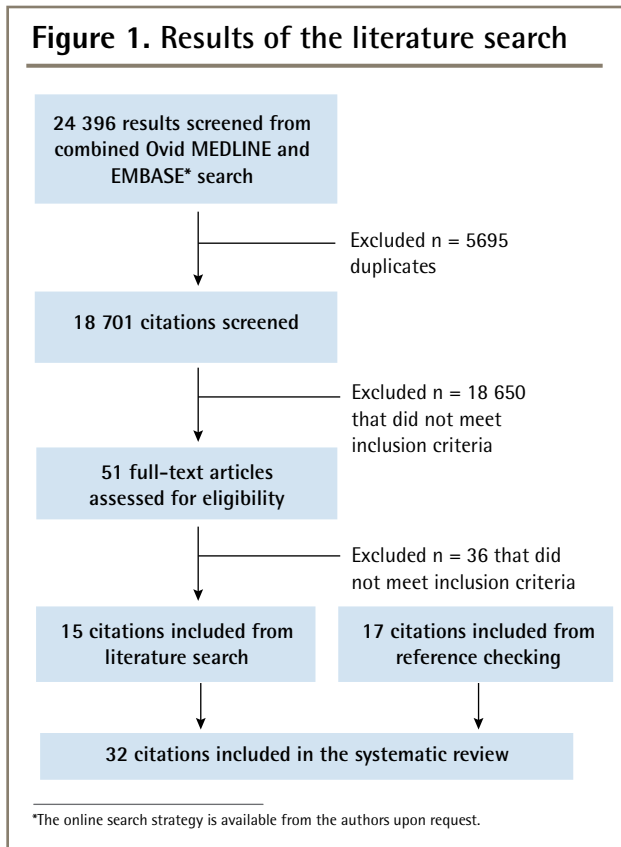 Figure 1. Results of the literature search
24 396 results screened from
combined Ovid MEDLINE and
EMBASE* search
Excluded n = 5695
duplicates
18 701 citations screened
Excluded n = 18 650
that did not meet
inclusion criteria
51 full-text articles
assessed for eligibility
Excluded n = 36 that did
not meet inclusion criteria
15 citations included from
literature search
17 citations included from
reference checking
32 citations included in the systematic review
*The online search strategy is available from the authors upon request.